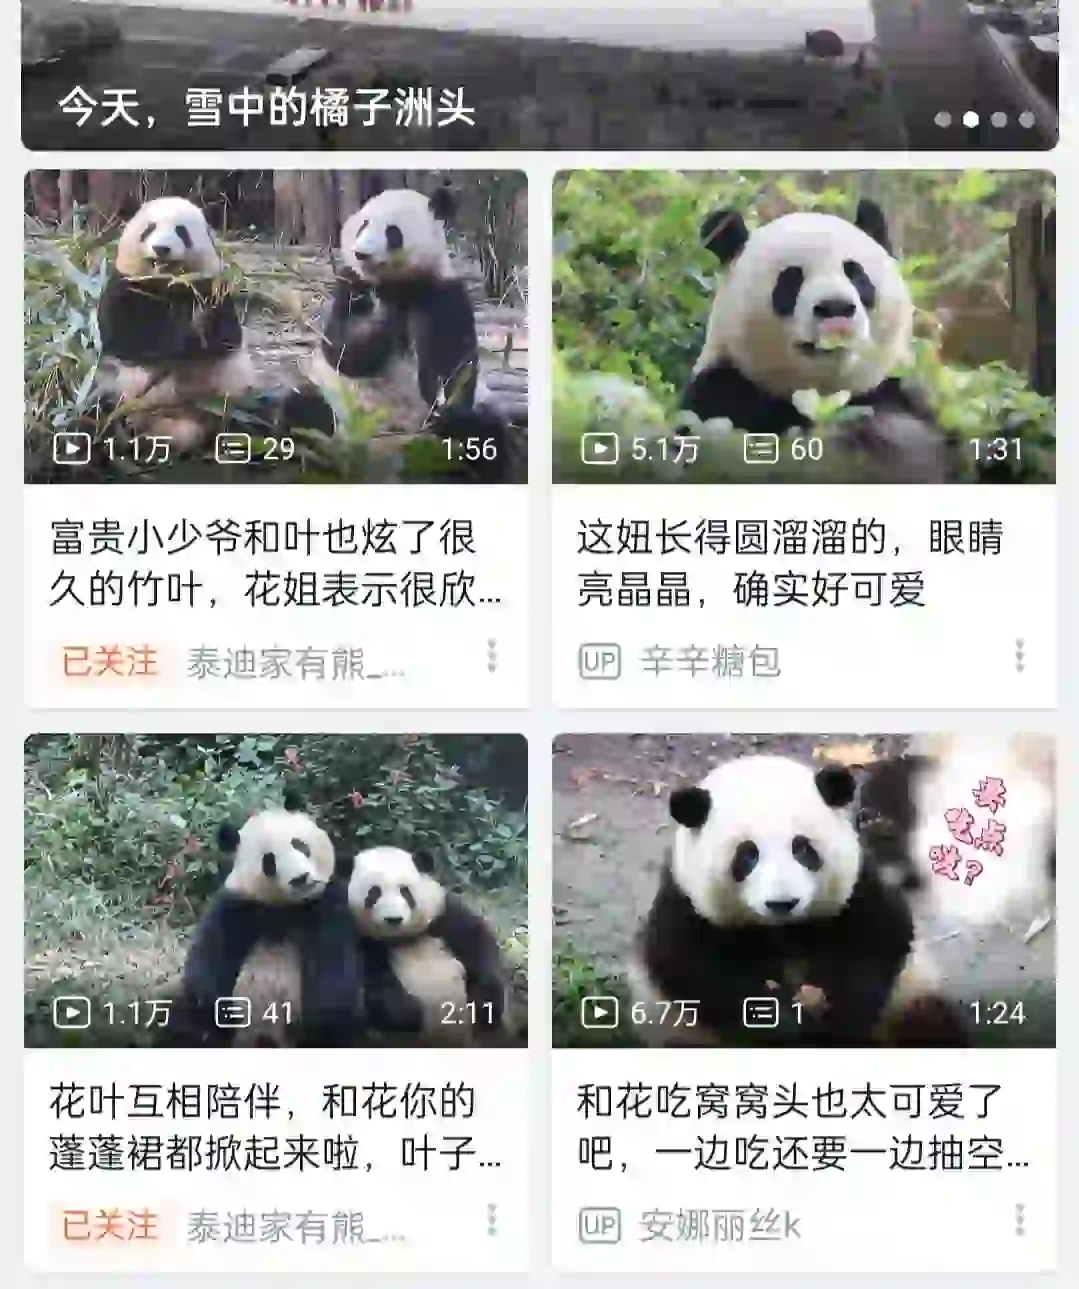 今天，雪中的橘子洲头
1.1万 29 1:56
5.1万 60 1:31
富贵小少爷和叶也炫了很
久的竹叶，花姐表示很欣...
已关注 泰迪家有熊_...
这妞长得圆溜溜的，眼睛
亮晶晶，确实好可爱
UP 辛辛糖包
1.1万 41 2:11
弄
吃点
哎？
6.7万 1 1:24
花叶互相陪伴，和花你的
蓬蓬裙都掀起来啦，叶子...
已关注 泰迪家有熊_...
和花吃窝窝头也太可爱了
吧，一边吃还要一边抽空...
UP 安娜丽丝k